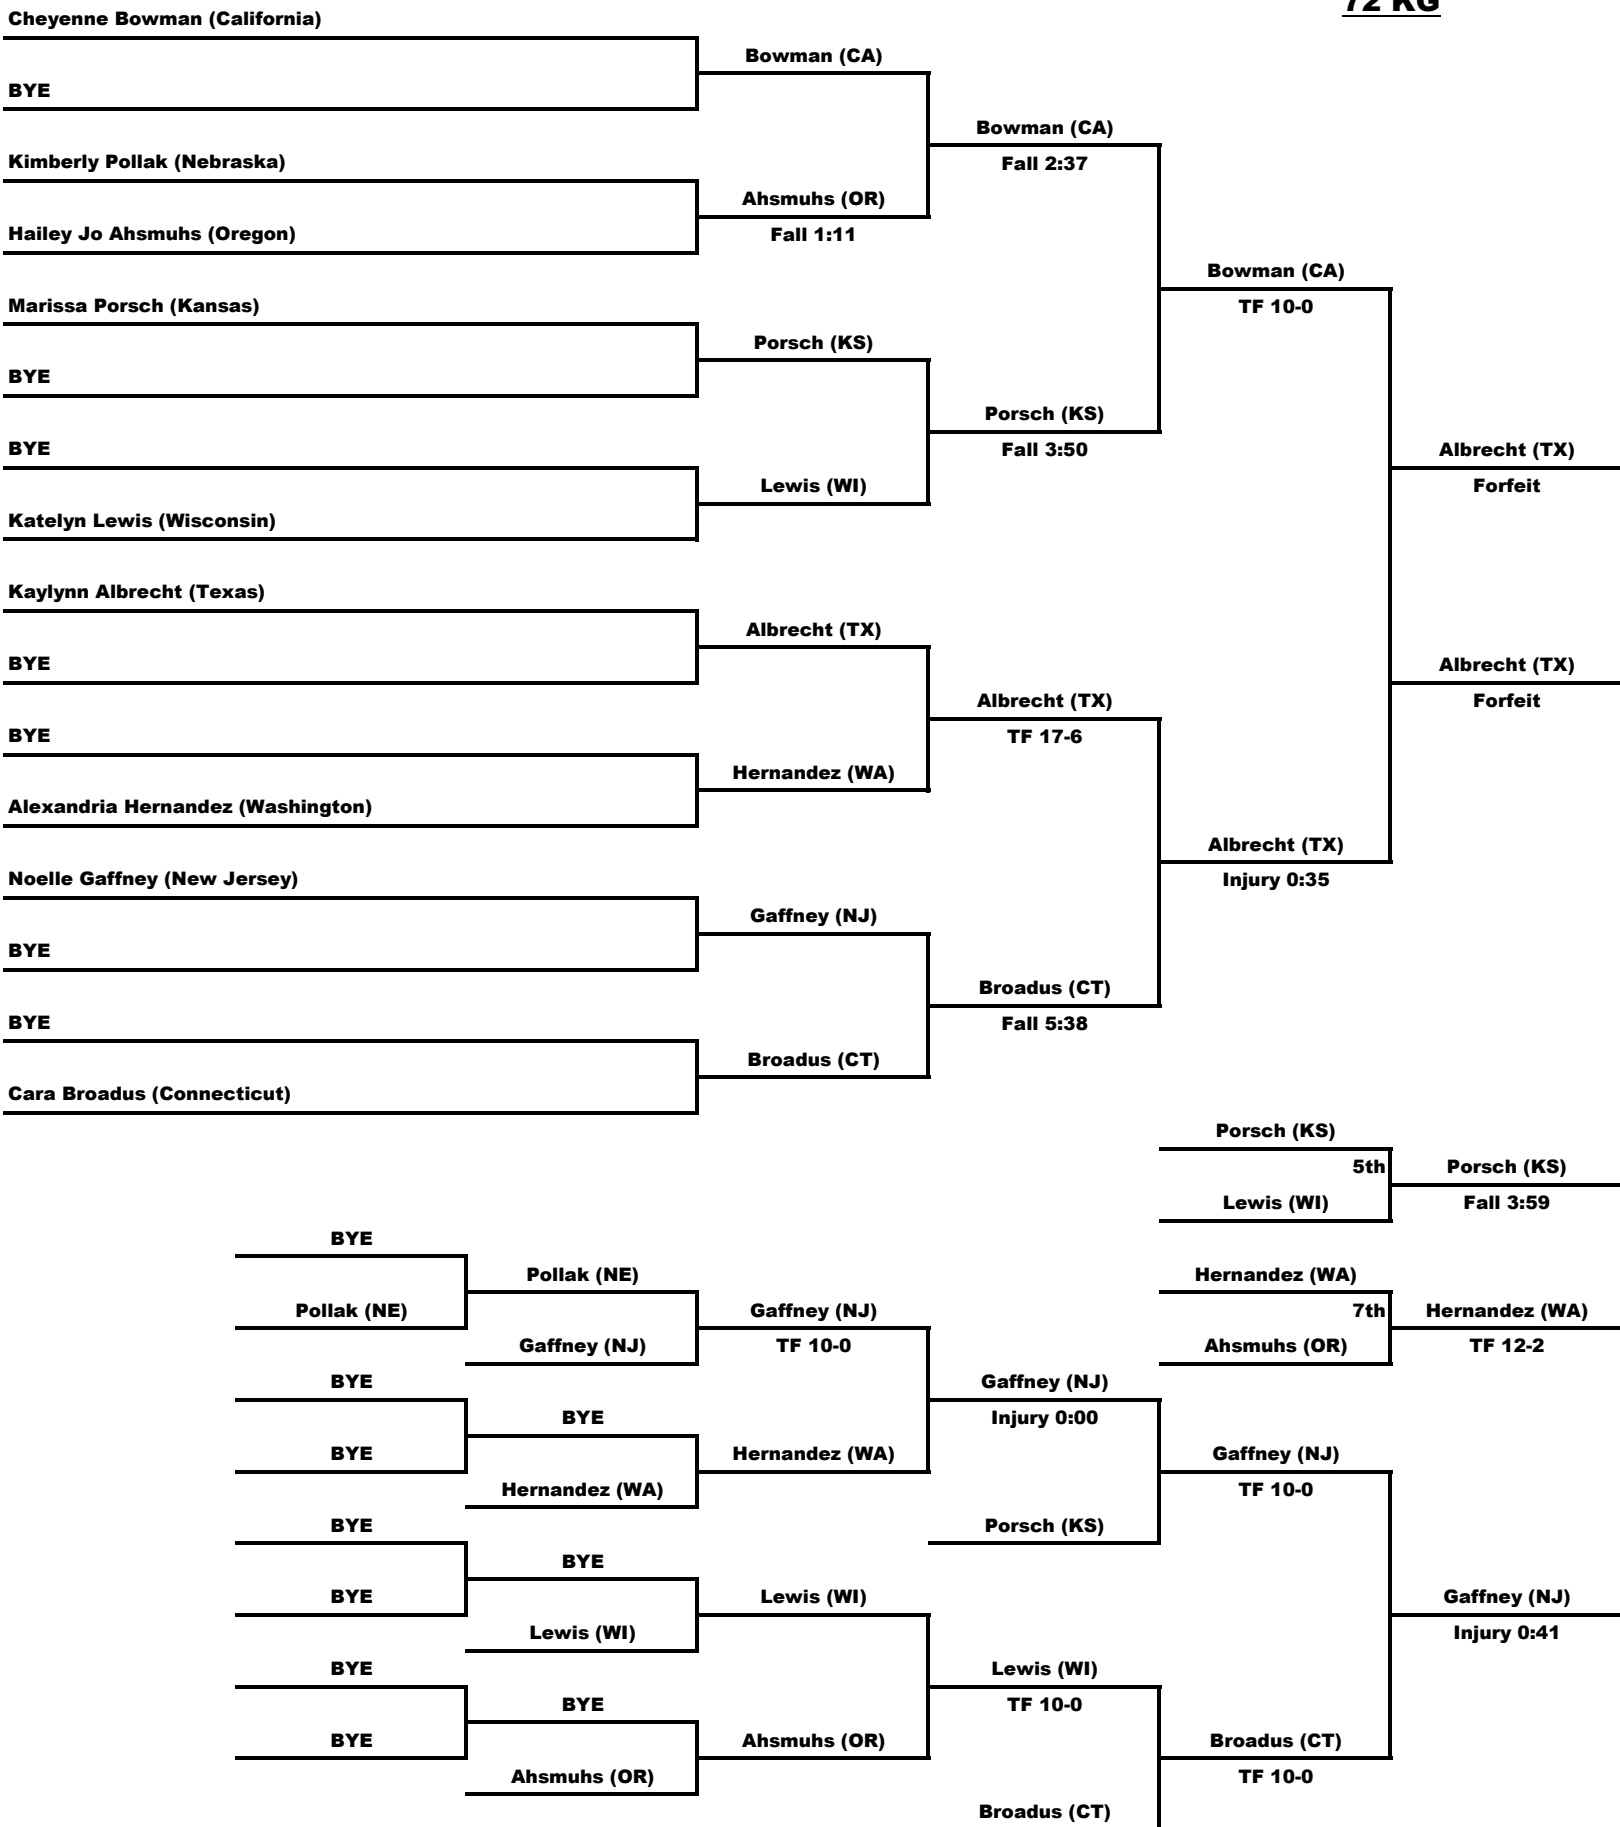 72 KG
Cheyenne Bowman (California)
Bowman (CA)
BYE
Bowman (CA)
Kimberly Pollak (Nebraska)
Fall 2:37
Ahsmuhs (OR)
Hailey Jo Ahsmuhs (Oregon)
Fall 1:11
Bowman (CA)
Marissa Porsch (Kansas)
TF 10-0
Porsch (KS)
BYE
Porsch (KS)
BYE
Fall 3:50
Albrecht (TX)
Lewis (WI)
Forfeit
Katelyn Lewis (Wisconsin)
Kaylynn Albrecht (Texas)
Albrecht (TX)
BYE
Albrecht (TX)
Albrecht (TX)
Forfeit
BYE
TF 17-6
Hernandez (WA)
Alexandria Hernandez (Washington)
Albrecht (TX)
Noelle Gaffney (New Jersey)
Injury 0:35
Gaffney (NJ)
BYE
Broadus (CT)
BYE
Fall 5:38
Broadus (CT)
Cara Broadus (Connecticut)
Porsch (KS)
5th
Porsch (KS)
Lewis (WI)
Fall 3:59
BYE
Pollak (NE)
Hernandez (WA)
Pollak (NE)
Gaffney (NJ)
7th
Hernandez (WA)
Gaffney (NJ)
TF 10-0
Ahsmuhs (OR)
TF 12-2
BYE
Gaffney (NJ)
BYE
Injury 0:00
BYE
Hernandez (WA)
Gaffney (NJ)
Hernandez (WA)
TF 10-0
BYE
Porsch (KS)
BYE
BYE
Lewis (WI)
Gaffney (NJ)
Lewis (WI)
Injury 0:41
BYE
Lewis (WI)
BYE
TF 10-0
BYE
Ahsmuhs (OR)
Broadus (CT)
Ahsmuhs (OR)
TF 10-0
Broadus (CT)